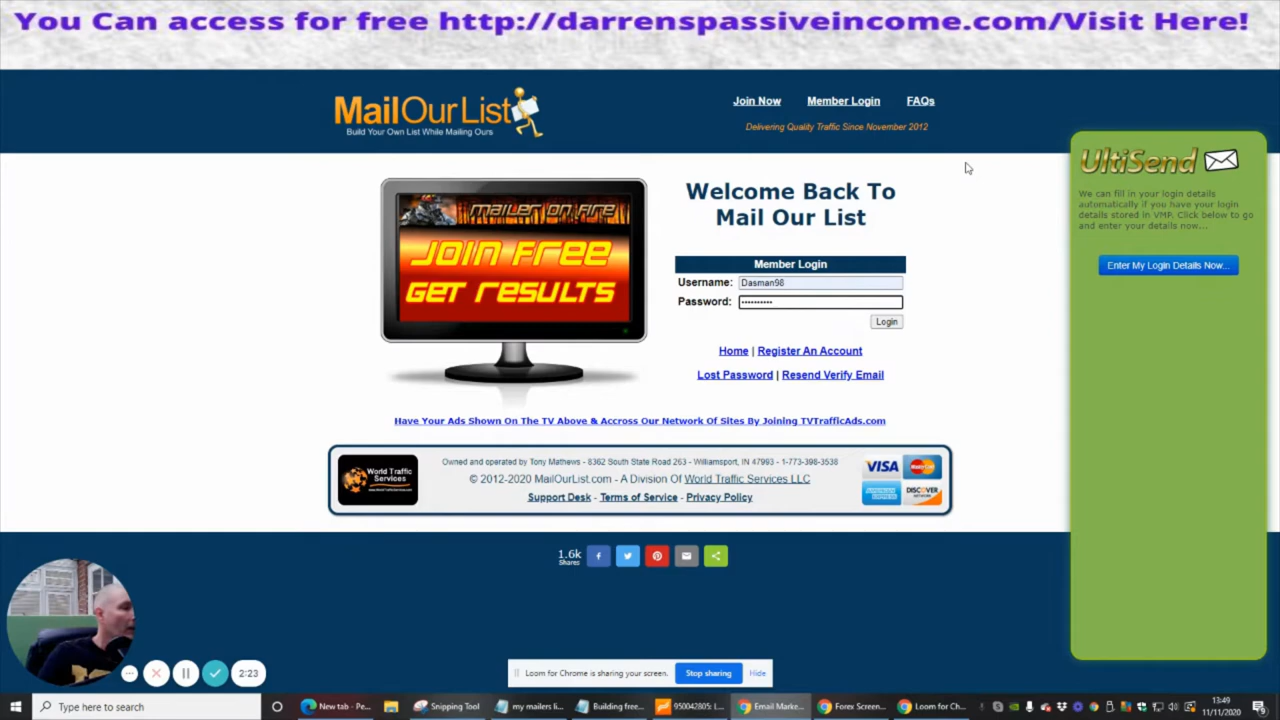 You Can access for free http://darrenspassiveincome.com/Visit Here!
MailOurList
Build Your Own List While Mailing Ours
Join Now Member Login FAQs
Delivering Quality Traffic Since November 2012
UltiSend
We can fill in your login details
automatically if you have your login
details stored in VMP. Click below to go
and enter your details now...
Enter My Login Details Now...
MAILER ON FIRE
JOIN FREE
GET RESULTS
Welcome Back To
Mail Our List
Member Login
Username: Dasman98
Password: ••••••••••
Login
Home | Register An Account
Lost Password | Resend Verify Email
Have Your Ads Shown On The TV Above & Accross Our Network Of Sites By Joining TVTrafficAds.com
World Traffic
Services
Owned and operated by Tony Mathews - 8362 South State Road 263 - Williamsport, IN 47993 - 1-773-398-3538
© 2012-2020 MailOurList.com - A Division Of World Traffic Services LLC
Support Desk - Terms of Service - Privacy Policy
VISA
DISCOVER
1.6k
Shares
2:23
Loom for Chrome is sharing your screen. Stop sharing Hide
Type here to search
New tab - Pe...
Snipping Tool
my mailers li...
Building free...
950042805: L...
Email Marke...
Forex Screen...
Loom for Ch...
13:49
11/11/2020